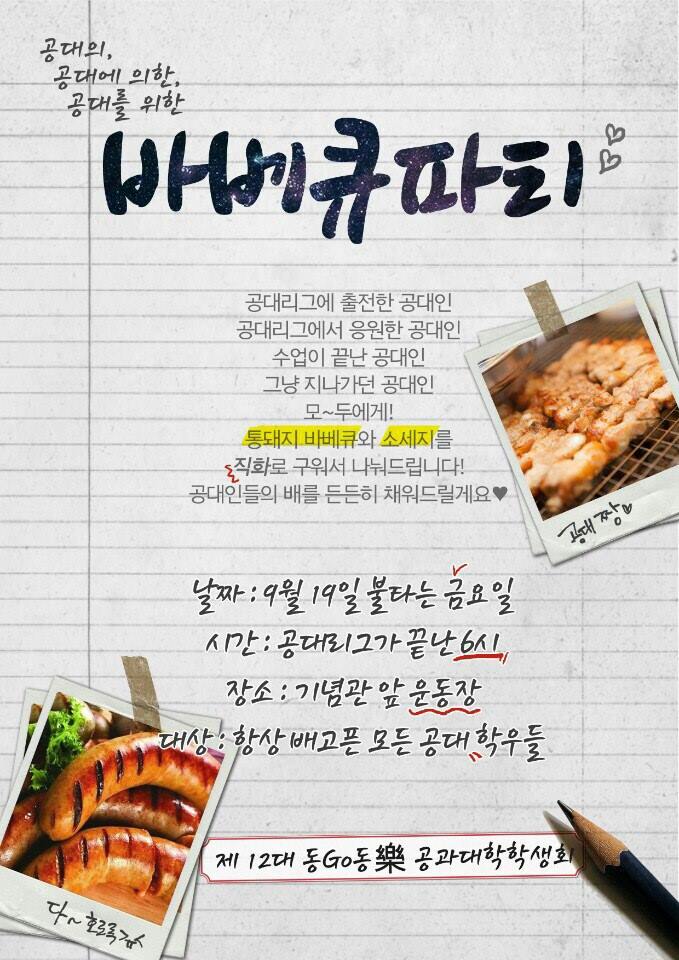 공대의,
공대에 의한,
공대를 위한
바베큐파티
공대리그에 출전한 공대인
공대리그에서 응원한 공대인
수업이 끝난 공대인
그냥 지나가던 공대인
모~두에게!
통돼지 바베큐와 소세지를
직화로 구워서 나눠드립니다!
공대인들의 배를 든든히 채워드릴게요♥
공대 짱♡
날짜 : 9월 19일 불타는 금요일
시간 : 공대리그가 끝난 6시
장소 : 기념관 앞 운동장
대상 : 항상 배고픈 모든 공대 학우들
제 12대 동Go동樂 공과대학학생회
다~ 호로록